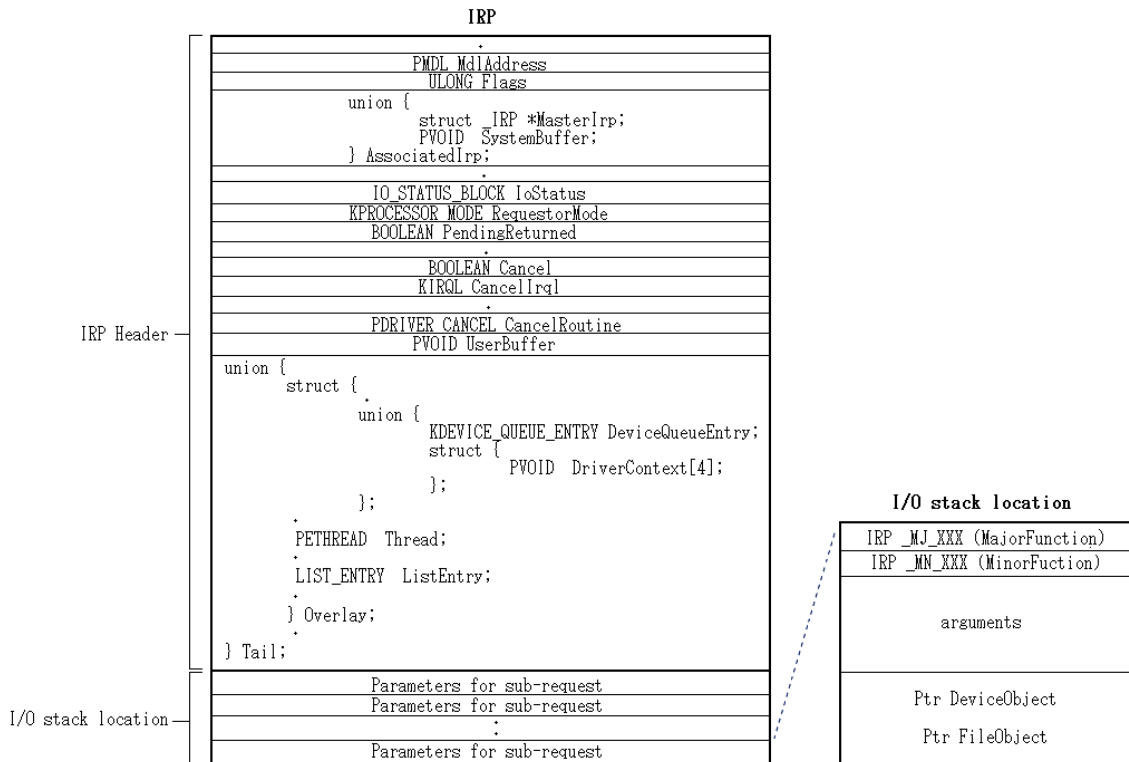 IRP
PMDL MdlAddress
ULONG Flags
union {
struct _IRP *MasterIrp;
PVOID SystemBuffer;
} AssociatedIrp;
IO_STATUS_BLOCK IoStatus
KPROCESSOR MODE RequestorMode
BOOLEAN PendingReturned
BOOLEAN Cancel
KIRQL CancelIrql
PDRIVER CANCEL CancelRoutine
PVOID UserBuffer
IRP Header
union {
struct {
union {
KDEVICE_QUEUE_ENTRY DeviceQueueEntry;
struct {
PVOID DriverContext[4];
};
};
PETHREAD Thread;
LIST_ENTRY ListEntry;
} Overlay;
} Tail;
I/O stack location
Parameters for sub-request
Parameters for sub-request
Parameters for sub-request
I/O stack location
IRP _MJ_XXX (MajorFunction)
IRP _MN_XXX (MinorFuction)
arguments
Ptr DeviceObject
Ptr FileObject